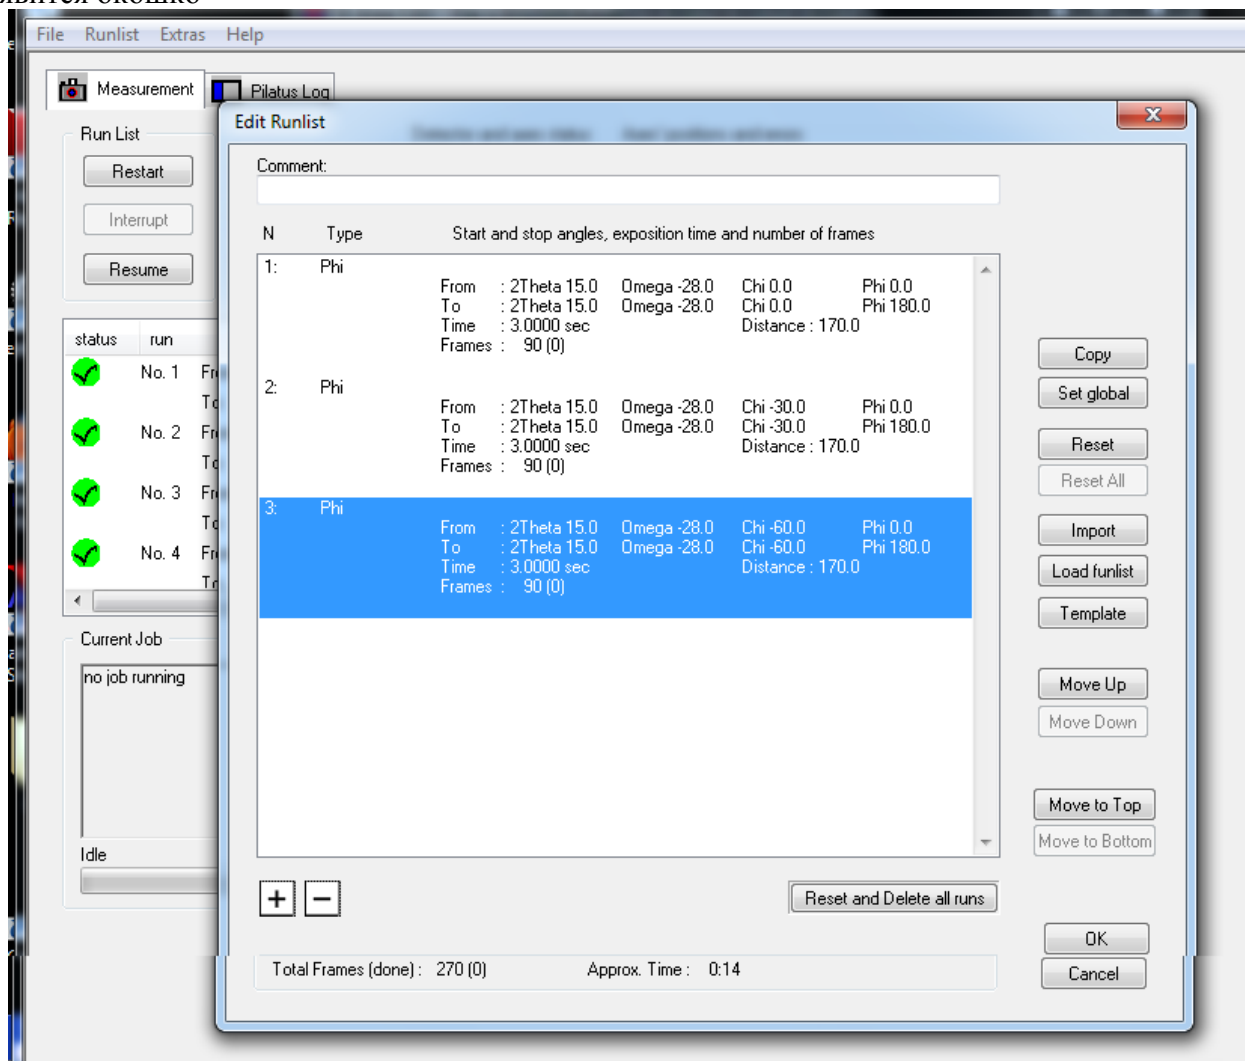 явится окошко
File Runlist Extras Help
Measurement Pilatus Log
Edit Runlist
Run List
Restart
Interrupt
Resume
Comment:
N Type Start and stop angles, exposition time and number of frames
1: Phi
From : 2Theta 15.0 Omega -28.0 Chi 0.0 Phi 0.0
To : 2Theta 15.0 Omega -28.0 Chi 0.0 Phi 180.0
Time : 3.0000 sec Distance : 170.0
Frames : 90 (0)
2: Phi
From : 2Theta 15.0 Omega -28.0 Chi -30.0 Phi 0.0
To : 2Theta 15.0 Omega -28.0 Chi -30.0 Phi 180.0
Time : 3.0000 sec Distance : 170.0
Frames : 90 (0)
3: Phi
From : 2Theta 15.0 Omega -28.0 Chi -60.0 Phi 0.0
To : 2Theta 15.0 Omega -28.0 Chi -60.0 Phi 180.0
Time : 3.0000 sec Distance : 170.0
Frames : 90 (0)
status run
No. 1
No. 2
No. 3
No. 4
Current Job
no job running
Idle
Copy
Set global
Reset
Reset All
Import
Load funlist
Template
Move Up
Move Down
Move to Top
Move to Bottom
+ −
Reset and Delete all runs
Total Frames (done) : 270 (0) Approx. Time : 0:14
OK
Cancel